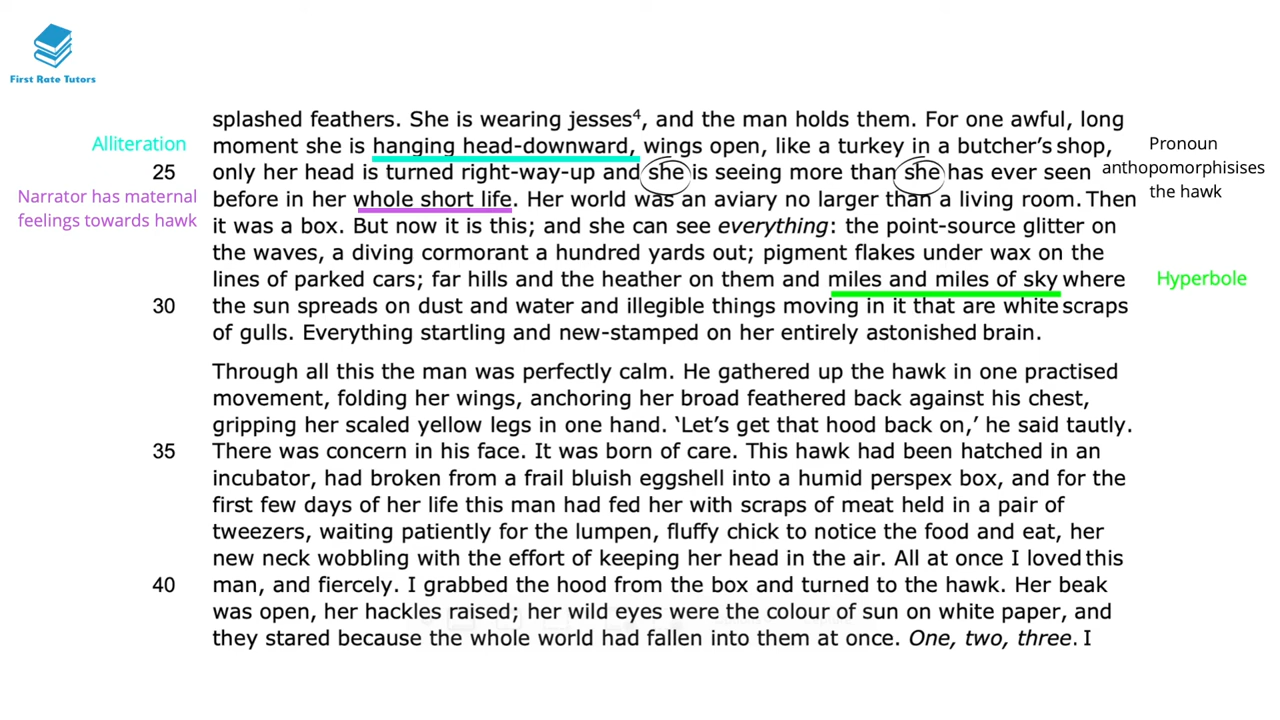 First Rate Tutors
splashed feathers. She is wearing jesses⁴, and the man holds them. For one awful, long
Alliteration
moment she is hanging head-downward, wings open, like a turkey in a butcher's shop,
Pronoun
anthopomorphisises
the hawk
25 only her head is turned right-way-up and she is seeing more than she has ever seen
Narrator has maternal
feelings towards hawk
before in her whole short life. Her world was an aviary no larger than a living room. Then
it was a box. But now it is this; and she can see everything: the point-source glitter on
the waves, a diving cormorant a hundred yards out; pigment flakes under wax on the
lines of parked cars; far hills and the heather on them and miles and miles of sky where
Hyperbole
30 the sun spreads on dust and water and illegible things moving in it that are white scraps
of gulls. Everything startling and new-stamped on her entirely astonished brain.
Through all this the man was perfectly calm. He gathered up the hawk in one practised
movement, folding her wings, anchoring her broad feathered back against his chest,
gripping her scaled yellow legs in one hand. ‘Let's get that hood back on,’ he said tautly.
35 There was concern in his face. It was born of care. This hawk had been hatched in an
incubator, had broken from a frail bluish eggshell into a humid perspex box, and for the
first few days of her life this man had fed her with scraps of meat held in a pair of
tweezers, waiting patiently for the lumpen, fluffy chick to notice the food and eat, her
new neck wobbling with the effort of keeping her head in the air. All at once I loved this
40 man, and fiercely. I grabbed the hood from the box and turned to the hawk. Her beak
was open, her hackles raised; her wild eyes were the colour of sun on white paper, and
they stared because the whole world had fallen into them at once. One, two, three. I